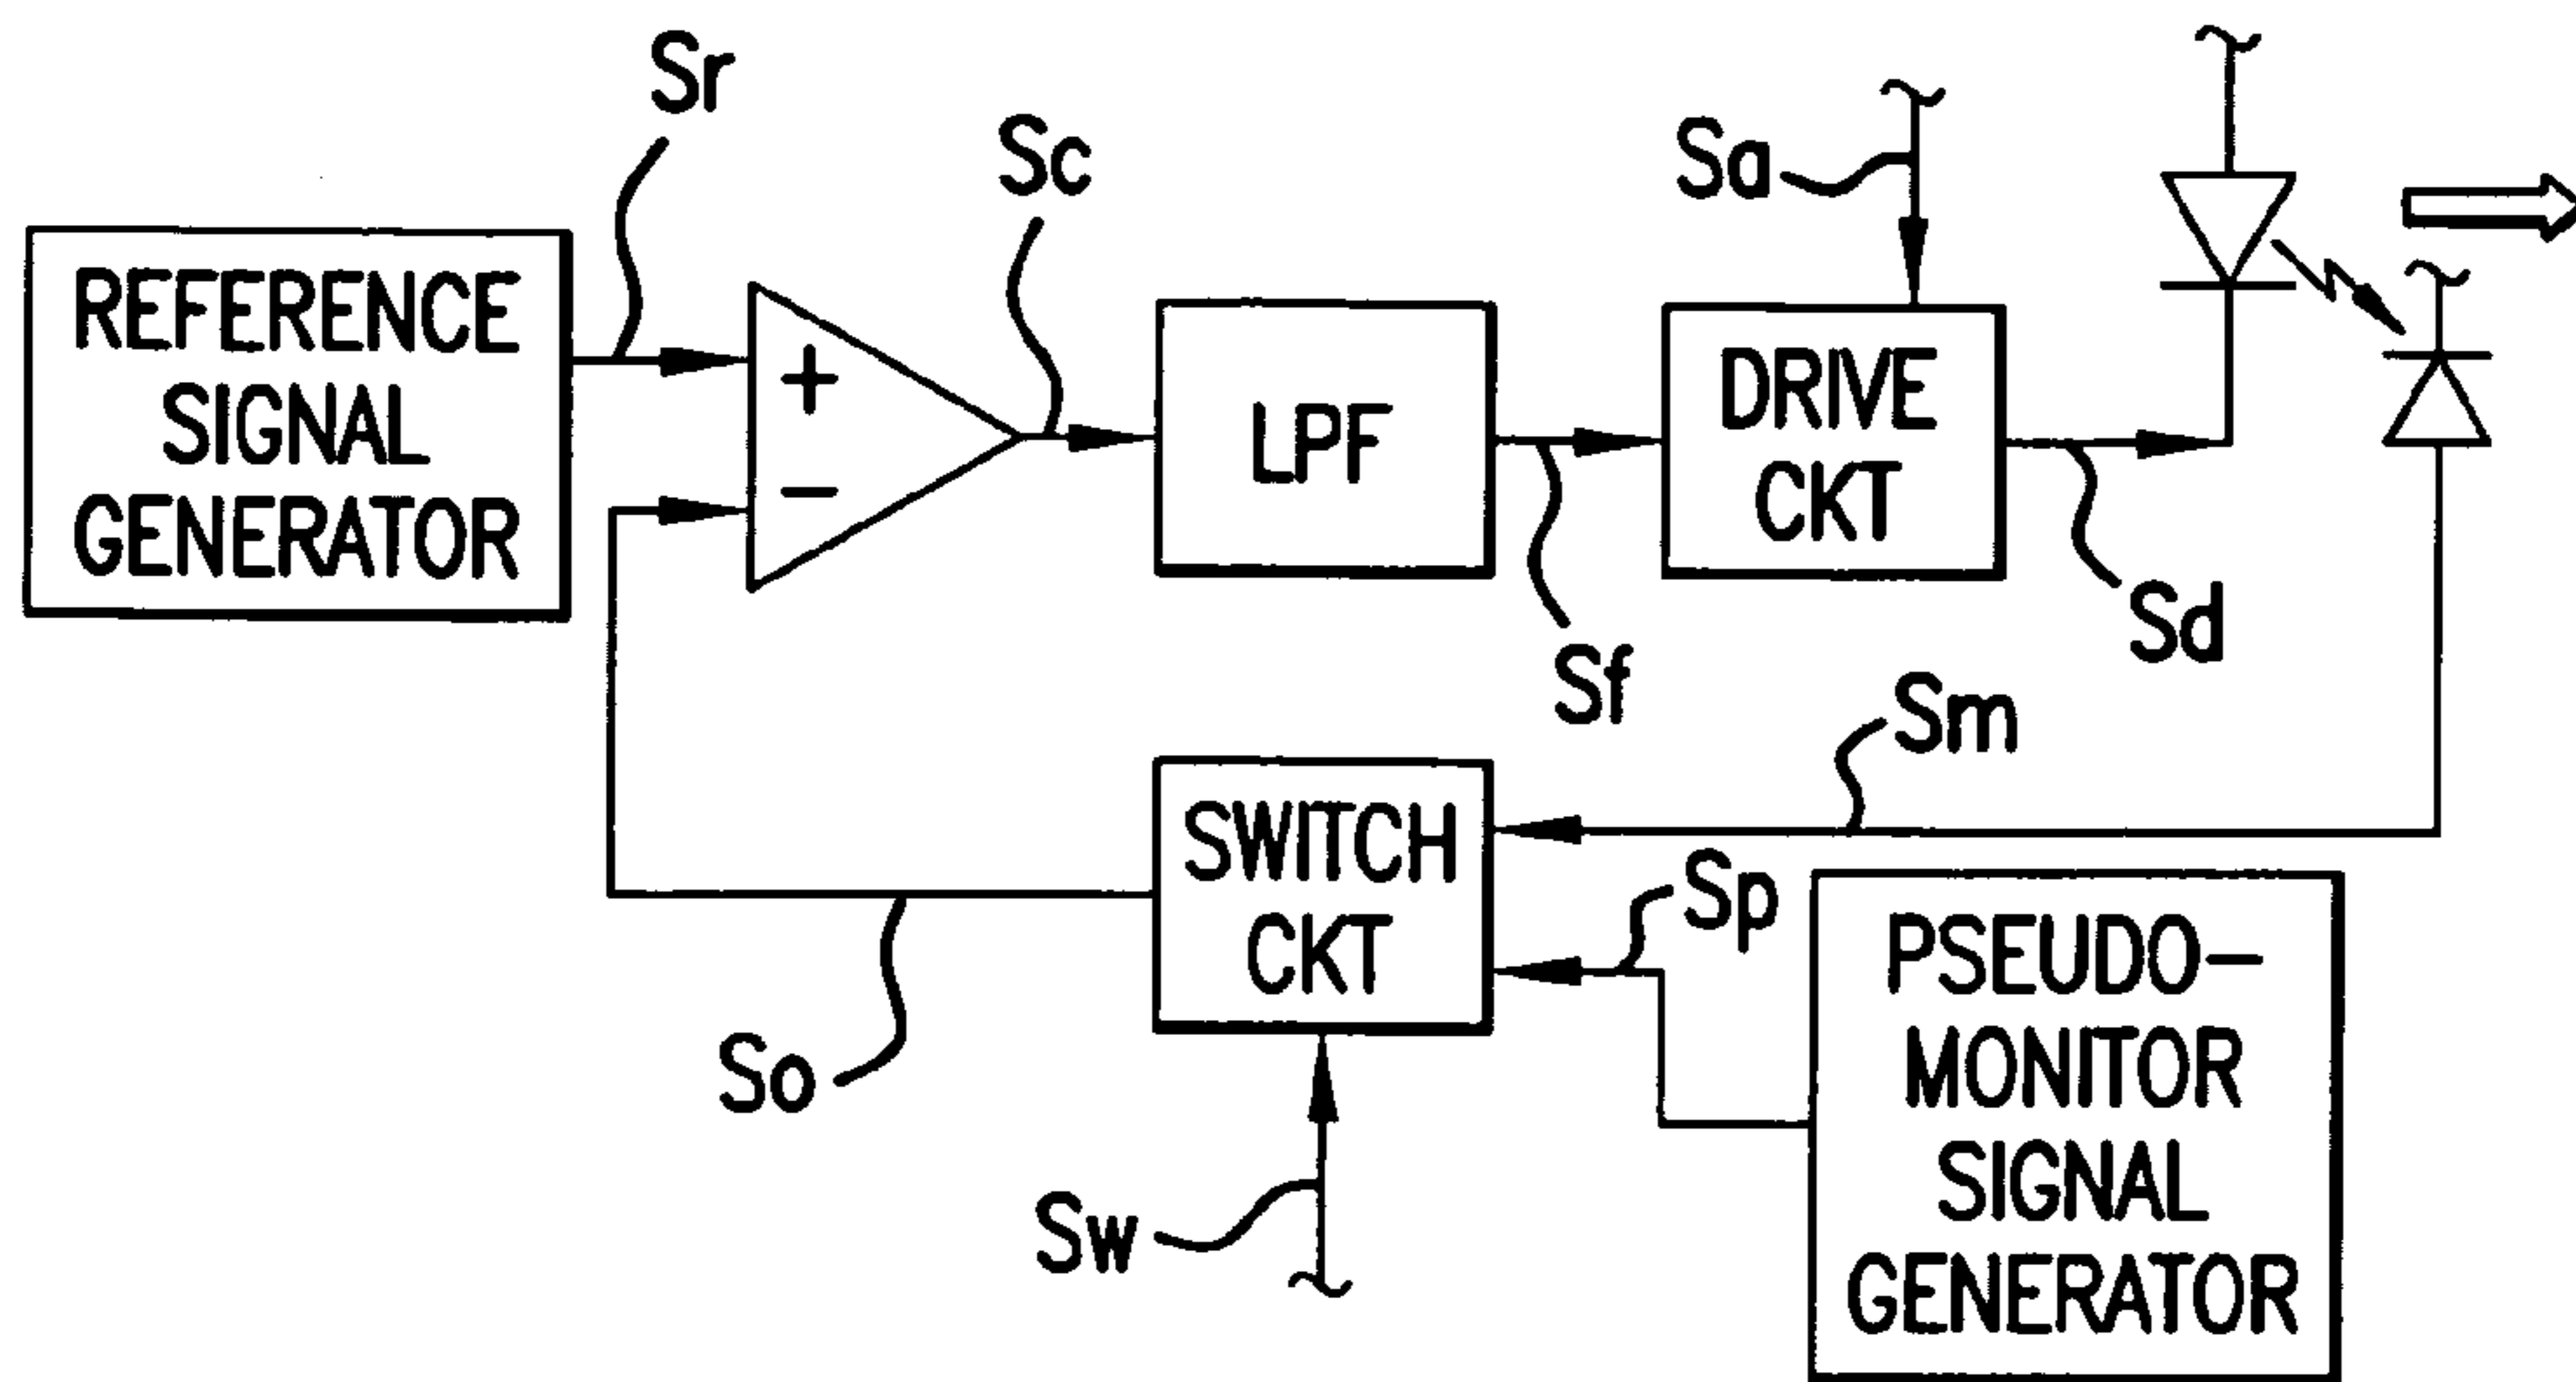 Sr
Sc
Sa
REFERENCE
SIGNAL
GENERATOR
+
−
LPF
DRIVE
CKT
Sf
Sd
Sm
SWITCH
CKT
Sp
So
Sw
PSEUDO-
MONITOR
SIGNAL
GENERATOR